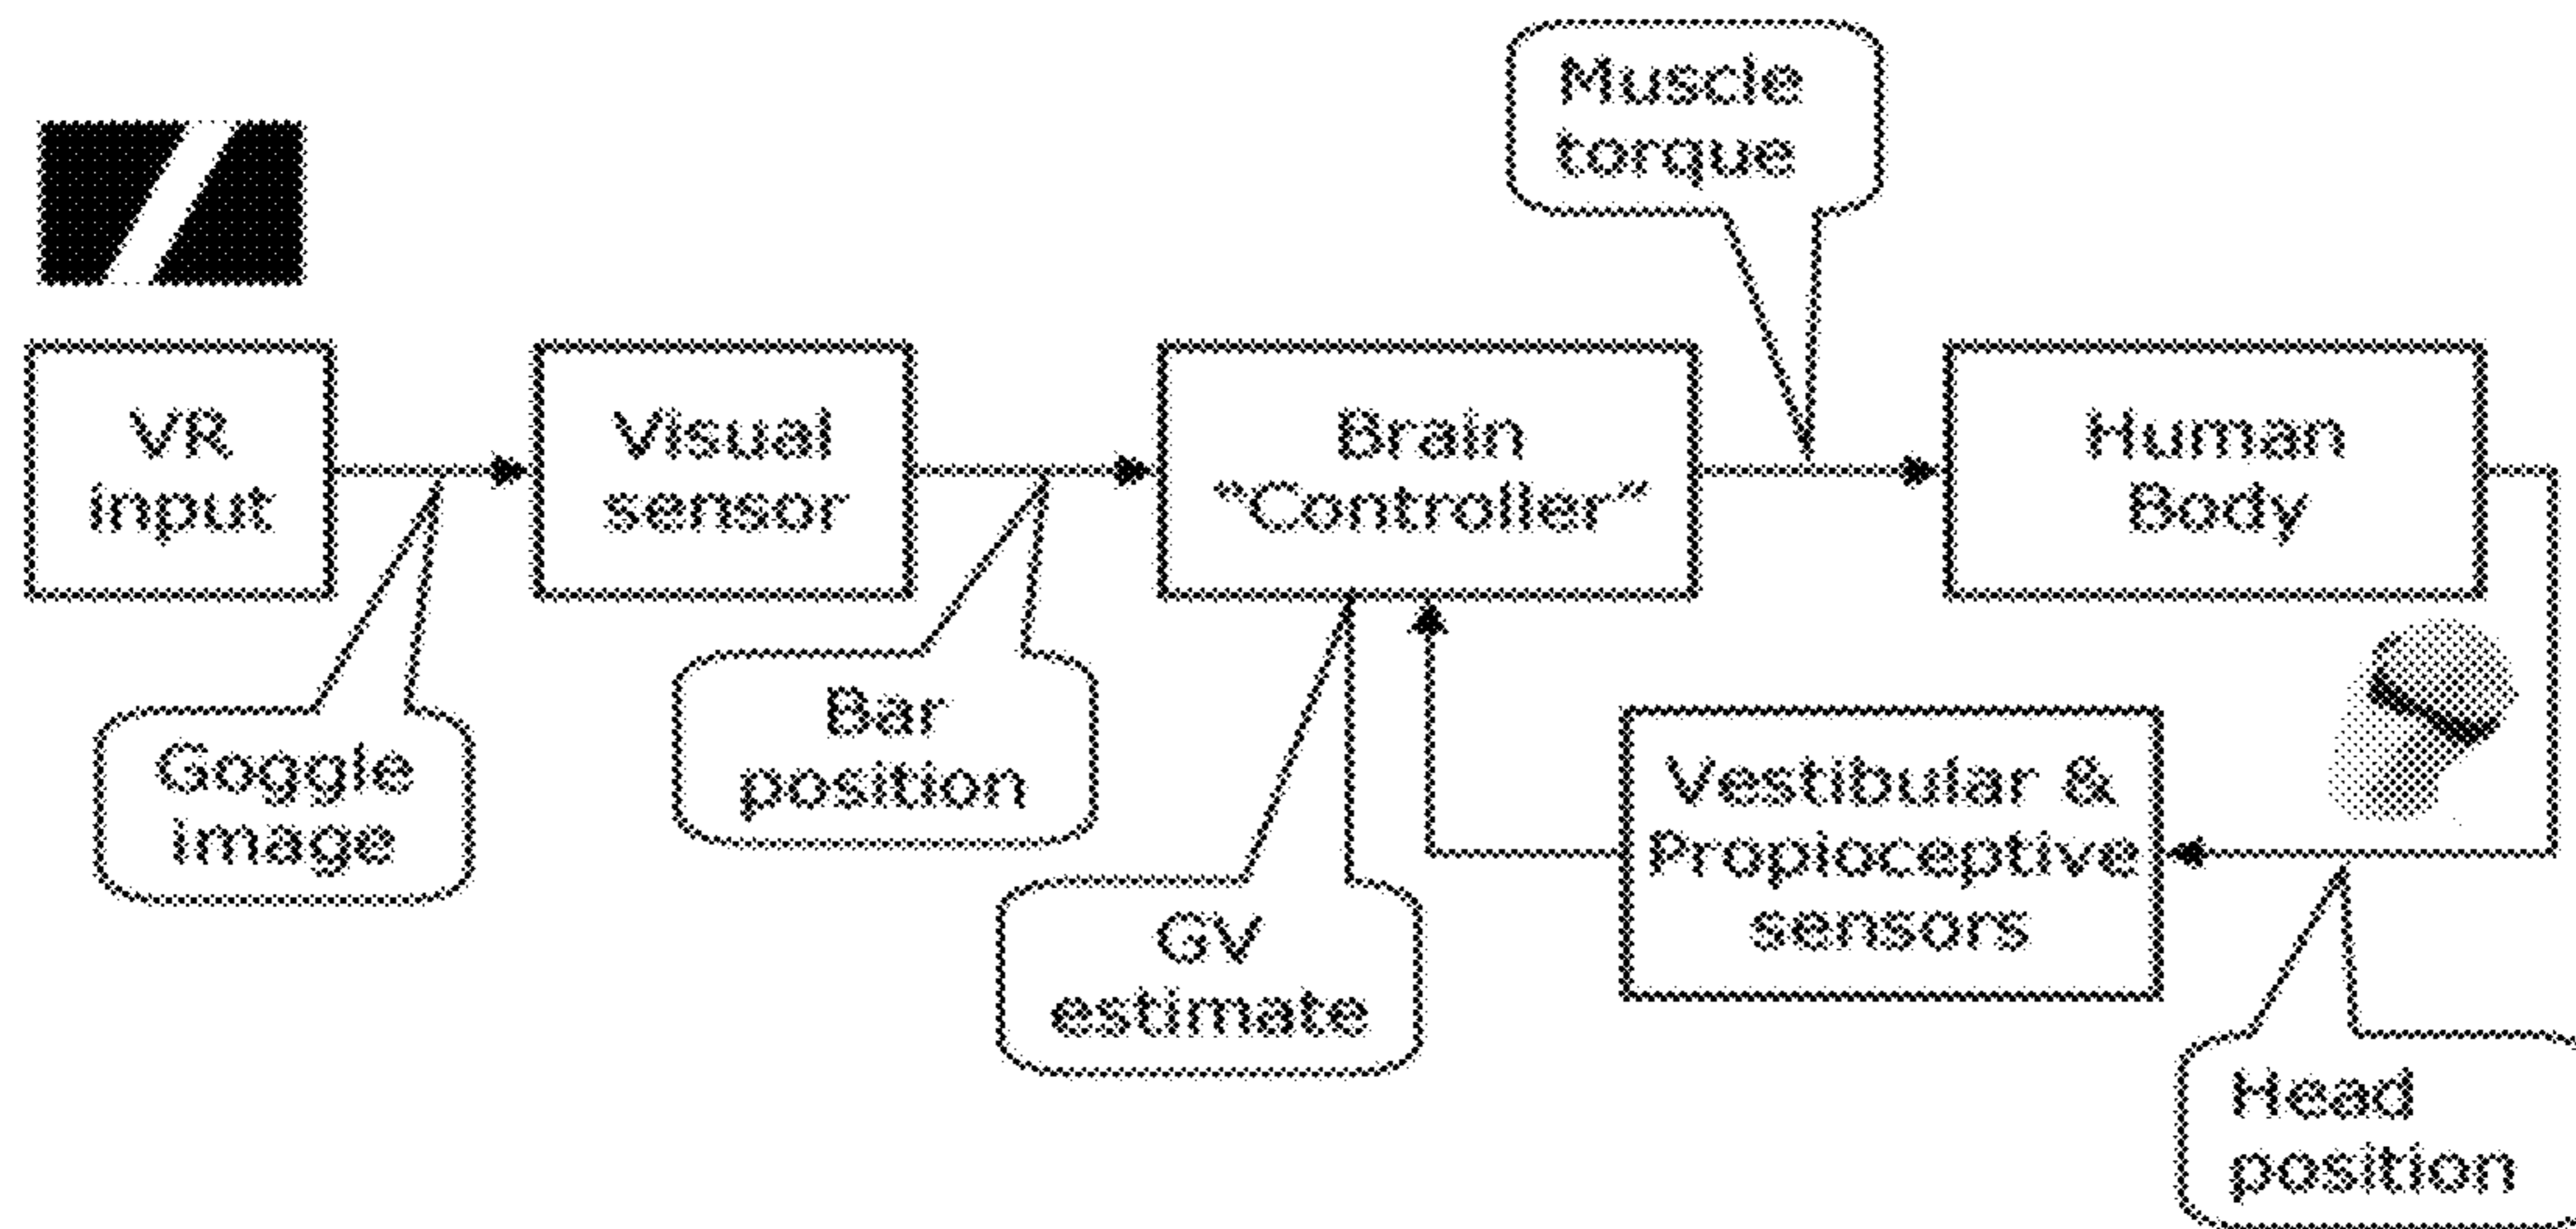 Muscle
torque
VR
input
Visual
sensor
Brain
“Controller”
Human
Body
Goggle
image
Bar
position
GV
estimate
Vestibular &
Propioceptive
sensors
Head
position